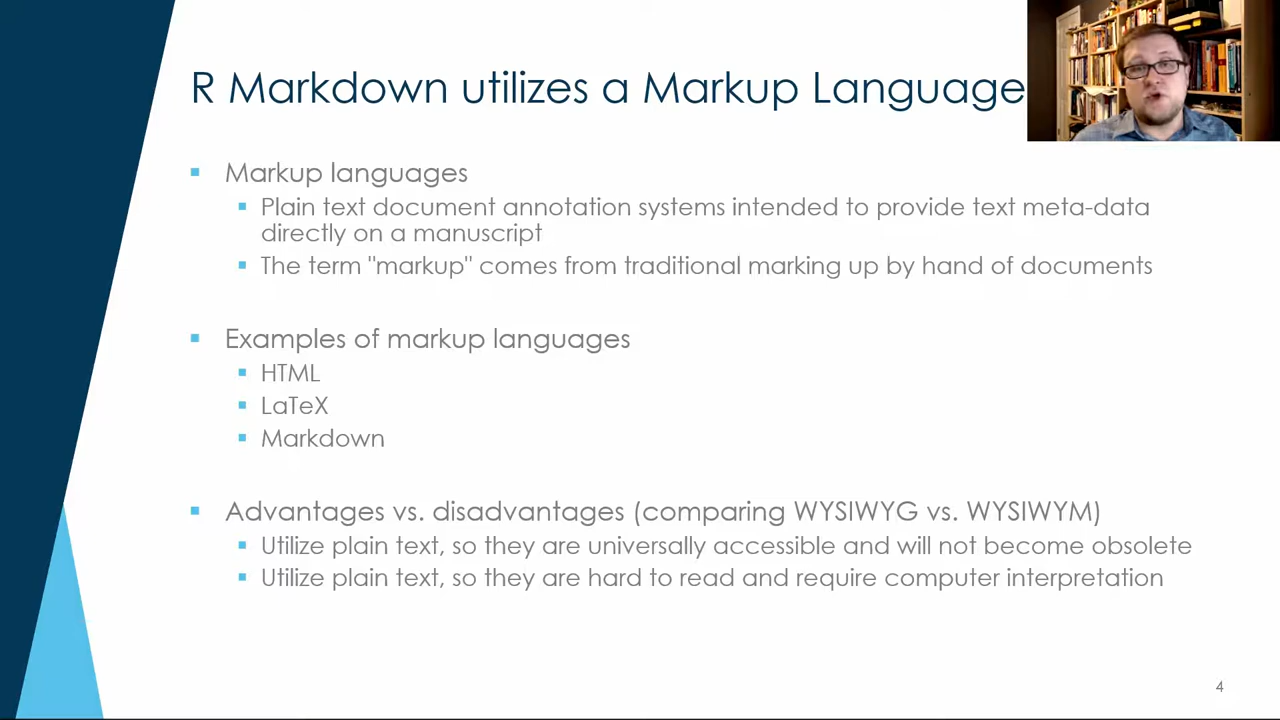 R Markdown utilizes a Markup Language
Markup languages
Plain text document annotation systems intended to provide text meta-data
directly on a manuscript
The term "markup" comes from traditional marking up by hand of documents
Examples of markup languages
HTML
LaTeX
Markdown
Advantages vs. disadvantages (comparing WYSIWYG vs. WYSIWYM)
Utilize plain text, so they are universally accessible and will not become obsolete
Utilize plain text, so they are hard to read and require computer interpretation
4